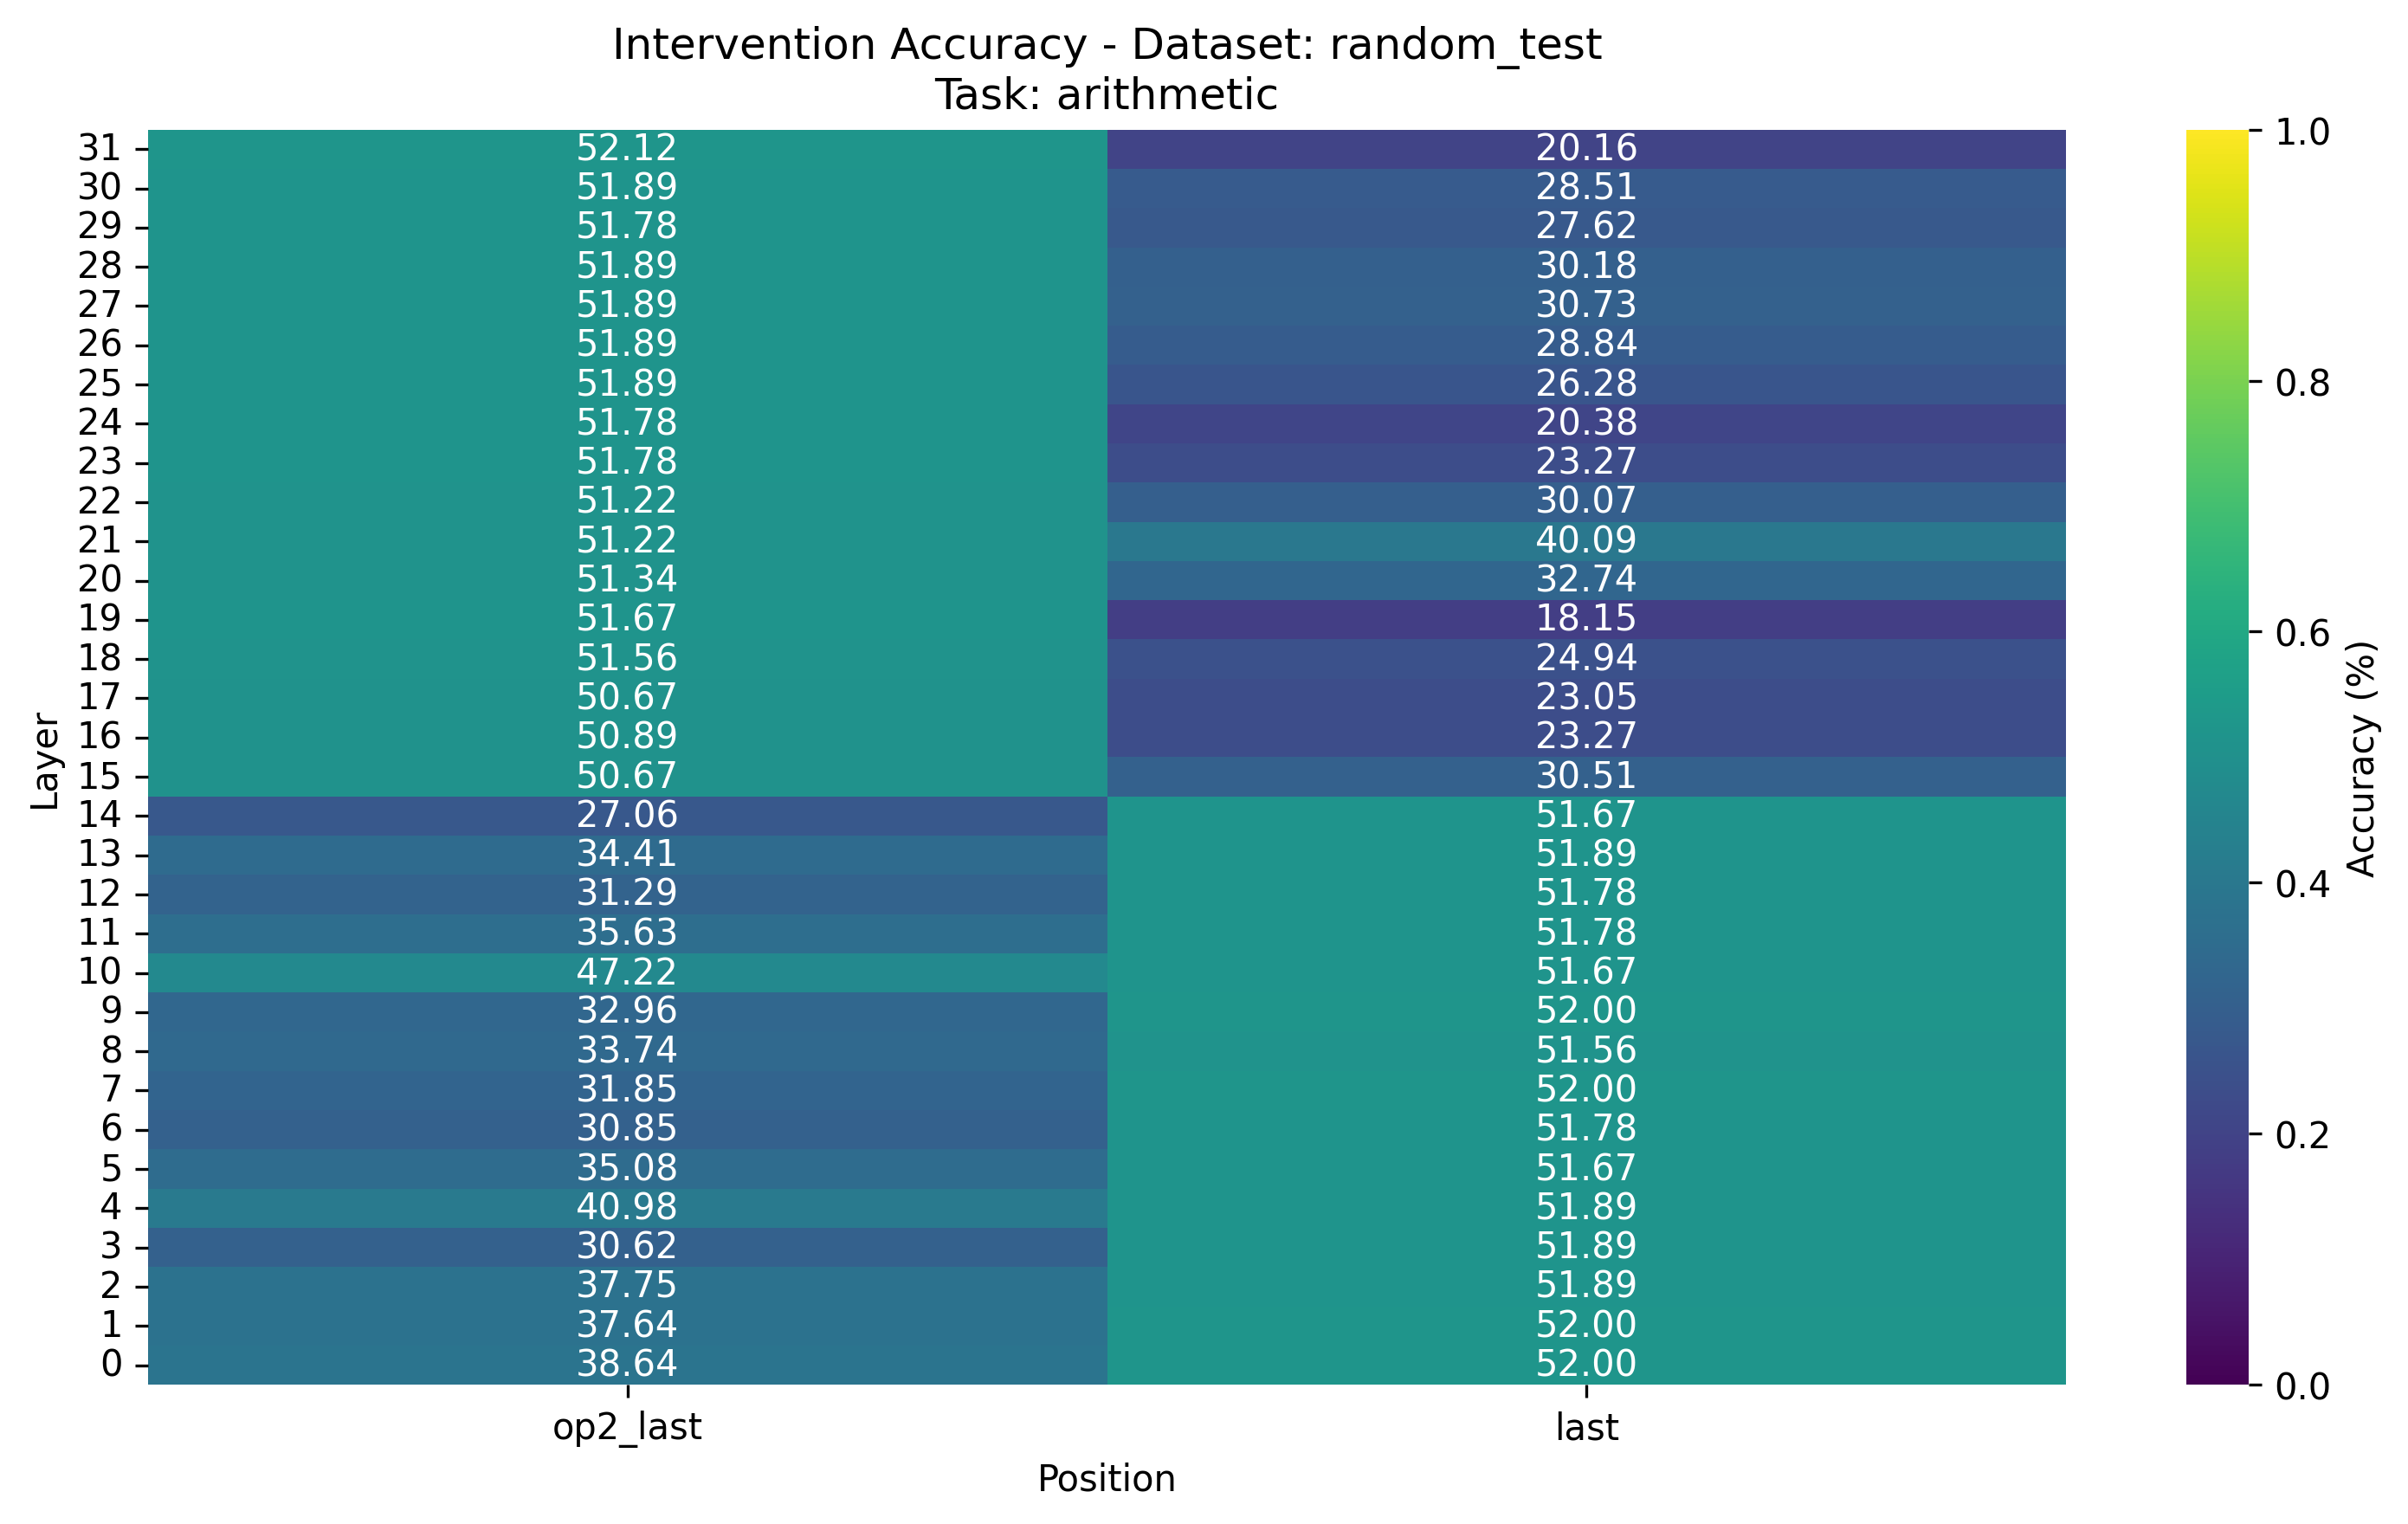 Intervention Accuracy - Dataset: random_test
Task: arithmetic
31 52.12 20.16
30 51.89 28.51
29 51.78 27.62
28 51.89 30.18
27 51.89 30.73
26 51.89 28.84
25 51.89 26.28
24 51.78 20.38
23 51.78 23.27
22 51.22 30.07
21 51.22 40.09
20 51.34 32.74
19 51.67 18.15
18 51.56 24.94
17 50.67 23.05
16 50.89 23.27
15 50.67 30.51
14 27.06 51.67
13 34.41 51.89
12 31.29 51.78
11 35.63 51.78
10 47.22 51.67
9 32.96 52.00
8 33.74 51.56
7 31.85 52.00
6 30.85 51.78
5 35.08 51.67
4 40.98 51.89
3 30.62 51.89
2 37.75 51.89
1 37.64 52.00
0 38.64 52.00
Layer
op2_last last
Position
1.0
0.8
0.6
0.4
0.2
0.0
Accuracy (%)